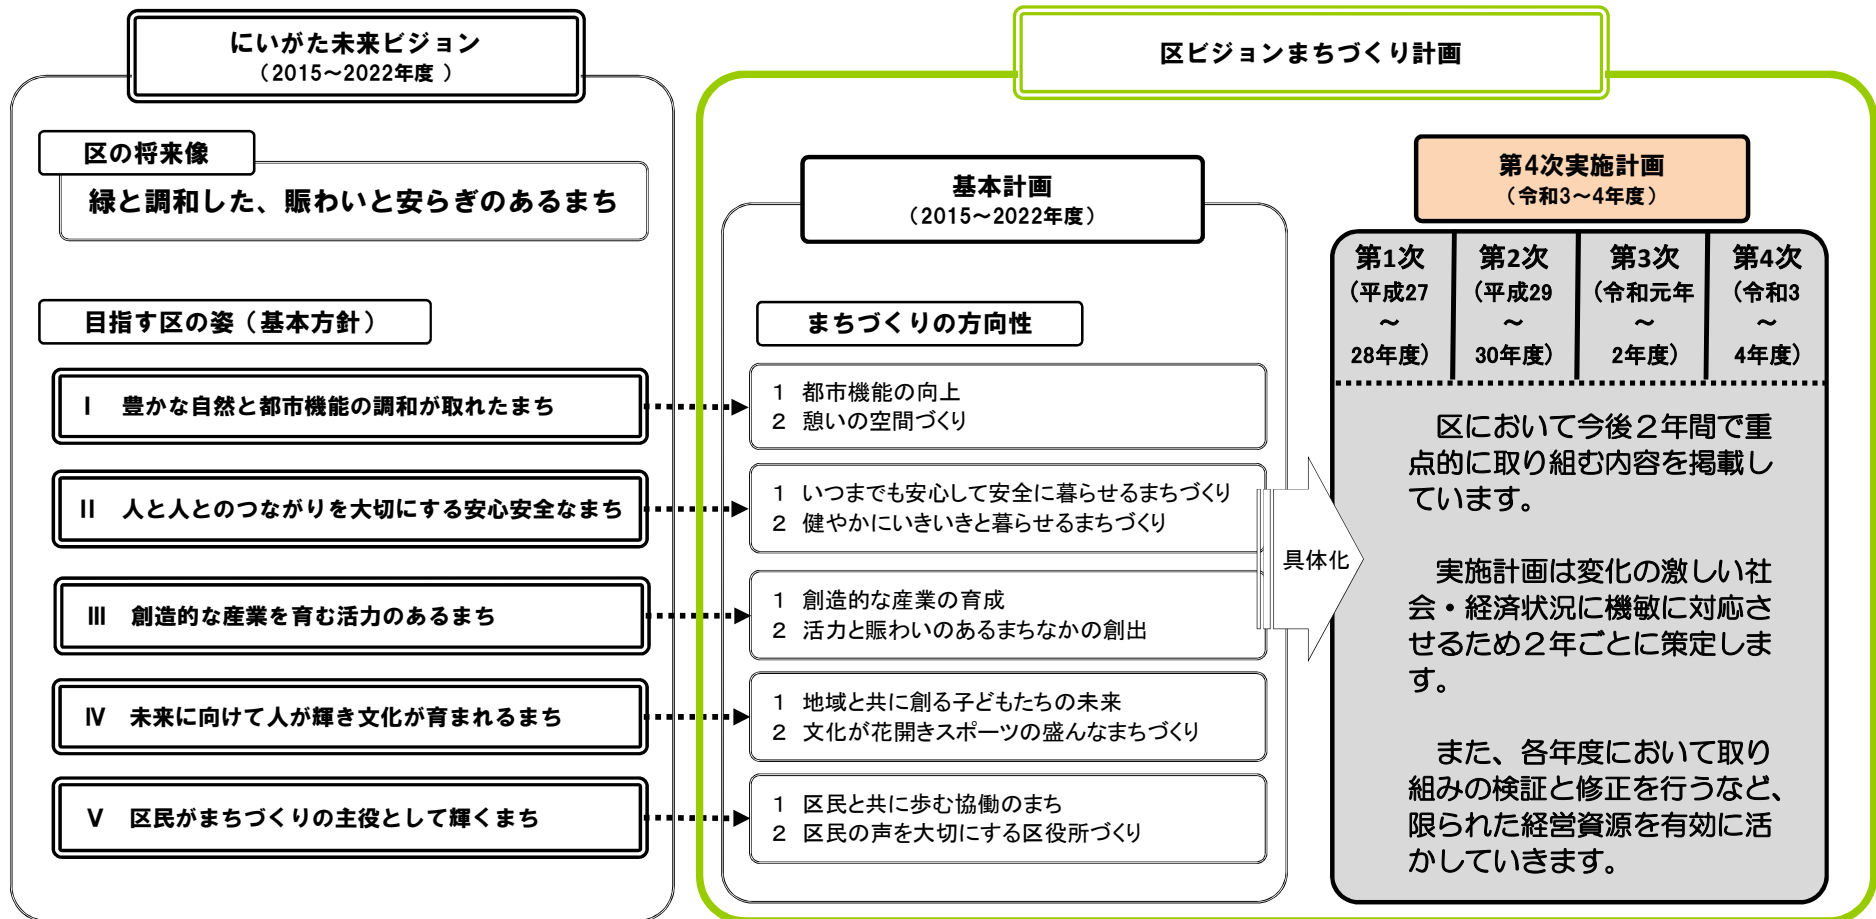 にいがた未来ビジョン
（2015～2022年度 ）
区の将来像
緑と調和した、賑わいと安らぎのあるまち
目指す区の姿（基本方針）
Ⅰ 豊かな自然と都市機能の調和が取れたまち
Ⅱ 人と人とのつながりを大切にする安心安全なまち
Ⅲ 創造的な産業を育む活力のあるまち
Ⅳ 未来に向けて人が輝き文化が育まれるまち
Ⅴ 区民がまちづくりの主役として輝くまち
区ビジョンまちづくり計画
基本計画
（2015～2022年度）
まちづくりの方向性
1 都市機能の向上
2 憩いの空間づくり
1 いつまでも安心して安全に暮らせるまちづくり
2 健やかにいきいきと暮らせるまちづくり
1 創造的な産業の育成
2 活力と賑わいのあるまちなかの創出
1 地域と共に創る子どもたちの未来
2 文化が花開きスポーツの盛んなまちづくり
1 区民と共に歩む協働のまち
2 区民の声を大切にする区役所づくり
具体化
第4次実施計画
（令和3～4年度）
第1次
（平成27
～
28年度）
第2次
（平成29
～
30年度）
第3次
（令和元年
～
2年度）
第4次
（令和3
～
4年度）
区において今後２年間で重
点的に取り組む内容を掲載し
ています。
実施計画は変化の激しい社
会・経済状況に機敏に対応さ
せるため２年ごとに策定しま
す。
また、各年度において取り
組みの検証と修正を行うなど、
限られた経営資源を有効に活
かしていきます。